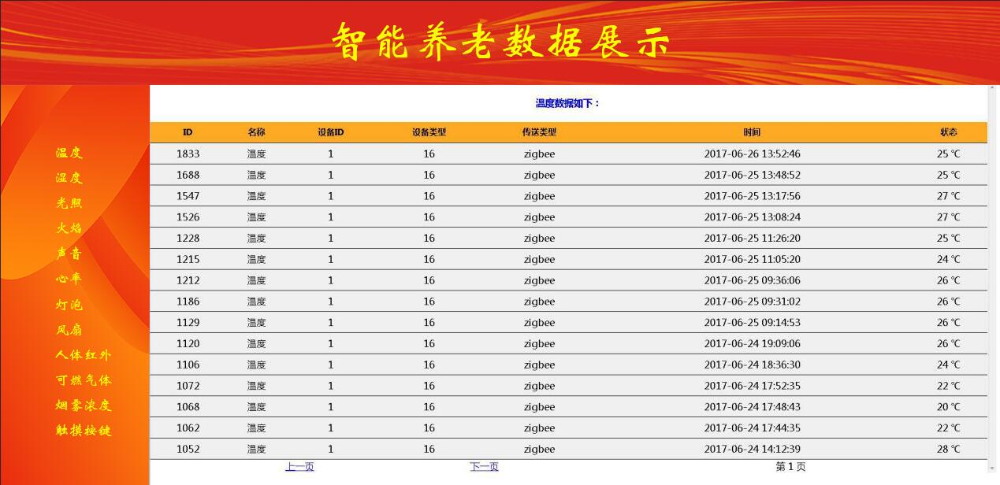 智能养老数据展示
温度
湿度
光照
火焰
声音
心率
灯泡
风扇
人体红外
可燃气体
烟雾浓度
触摸按键
温度数据如下：
ID 名称 设备ID 设备类型 传送类型 时间 状态
1833 温度 1 16 zigbee 2017-06-26 13:52:46 25 ℃
1688 温度 1 16 zigbee 2017-06-25 13:48:52 25 ℃
1547 温度 1 16 zigbee 2017-06-25 13:17:56 27 ℃
1526 温度 1 16 zigbee 2017-06-25 13:08:24 27 ℃
1228 温度 1 16 zigbee 2017-06-25 11:26:20 25 ℃
1215 温度 1 16 zigbee 2017-06-25 11:05:20 24 ℃
1212 温度 1 16 zigbee 2017-06-25 09:36:06 26 ℃
1186 温度 1 16 zigbee 2017-06-25 09:31:02 26 ℃
1129 温度 1 16 zigbee 2017-06-25 09:14:53 26 ℃
1120 温度 1 16 zigbee 2017-06-24 19:09:06 26 ℃
1106 温度 1 16 zigbee 2017-06-24 18:36:30 24 ℃
1072 温度 1 16 zigbee 2017-06-24 17:52:35 22 ℃
1068 温度 1 16 zigbee 2017-06-24 17:48:43 20 ℃
1062 温度 1 16 zigbee 2017-06-24 17:44:35 22 ℃
1052 温度 1 16 zigbee 2017-06-24 14:12:39 28 ℃
上一页 下一页 第 1 页